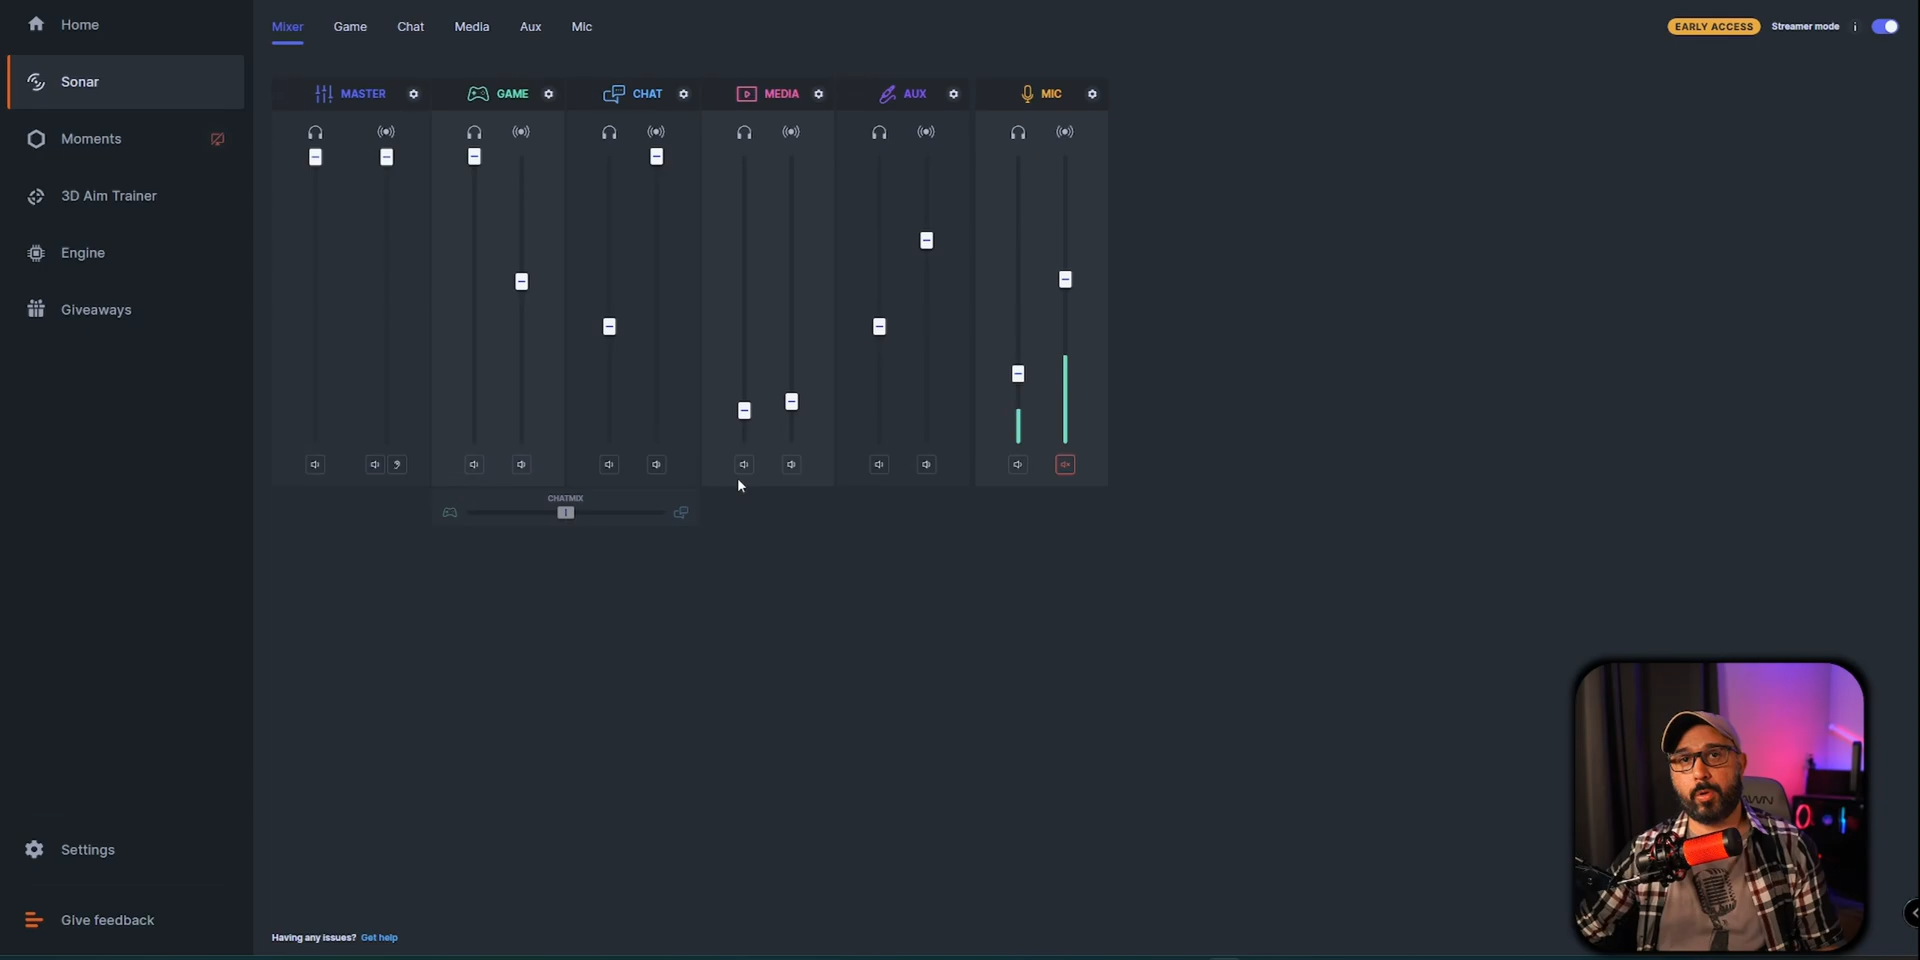 Home
Sonar
Moments
3D Aim Trainer
Engine
Giveaways
Settings
Give feedback
Mixer Game Chat Media Aux Mic
EARLY ACCESS Streamer mode i
MASTER GAME CHAT MEDIA AUX MIC
CHATMIX
Having any issues? Get help